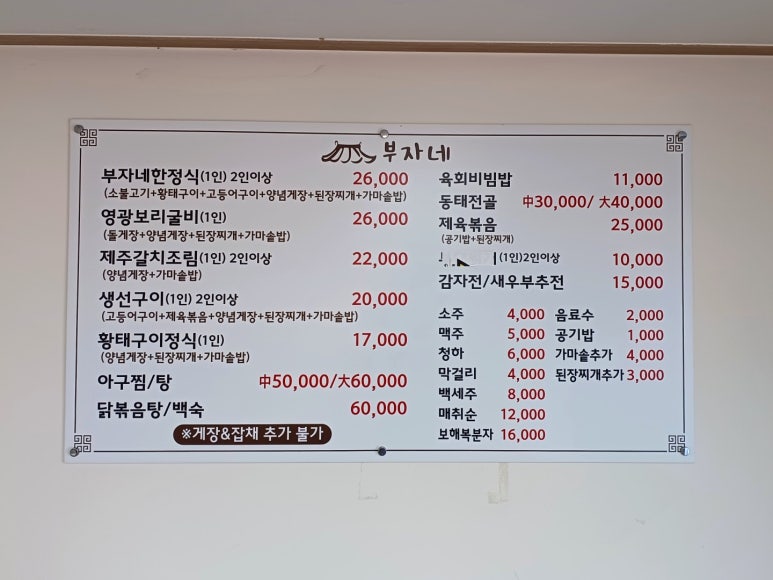 부자네
부자네한정식(1인) 2인이상 26,000
(소불고기+황태구이+고등어구이+양념게장+된장찌개+가마솥밥)
영광보리굴비(1인) 26,000
(돌게장+양념게장+된장찌개+가마솥밥)
제주갈치조림(1인) 2인이상 22,000
(양념게장+가마솥밥)
생선구이(1인) 2인이상 20,000
(고등어구이+제육볶음+양념게장+된장찌개+가마솥밥)
황태구이정식(1인) 17,000
(양념게장+된장찌개+가마솥밥)
아구찜/탕 中50,000/大60,000
닭볶음탕/백숙 60,000
※게장&잡채 추가 불가
육회비빔밥 11,000
동태전골 中30,000/ 大40,000
제육볶음 25,000
(공기밥+된장찌개)
(1인)2인이상 10,000
감자전/새우부추전 15,000
소주 4,000 음료수 2,000
맥주 5,000 공기밥 1,000
청하 6,000 가마솥추가 4,000
막걸리 4,000 된장찌개추가 3,000
백세주 8,000
매취순 12,000
보해복분자 16,000